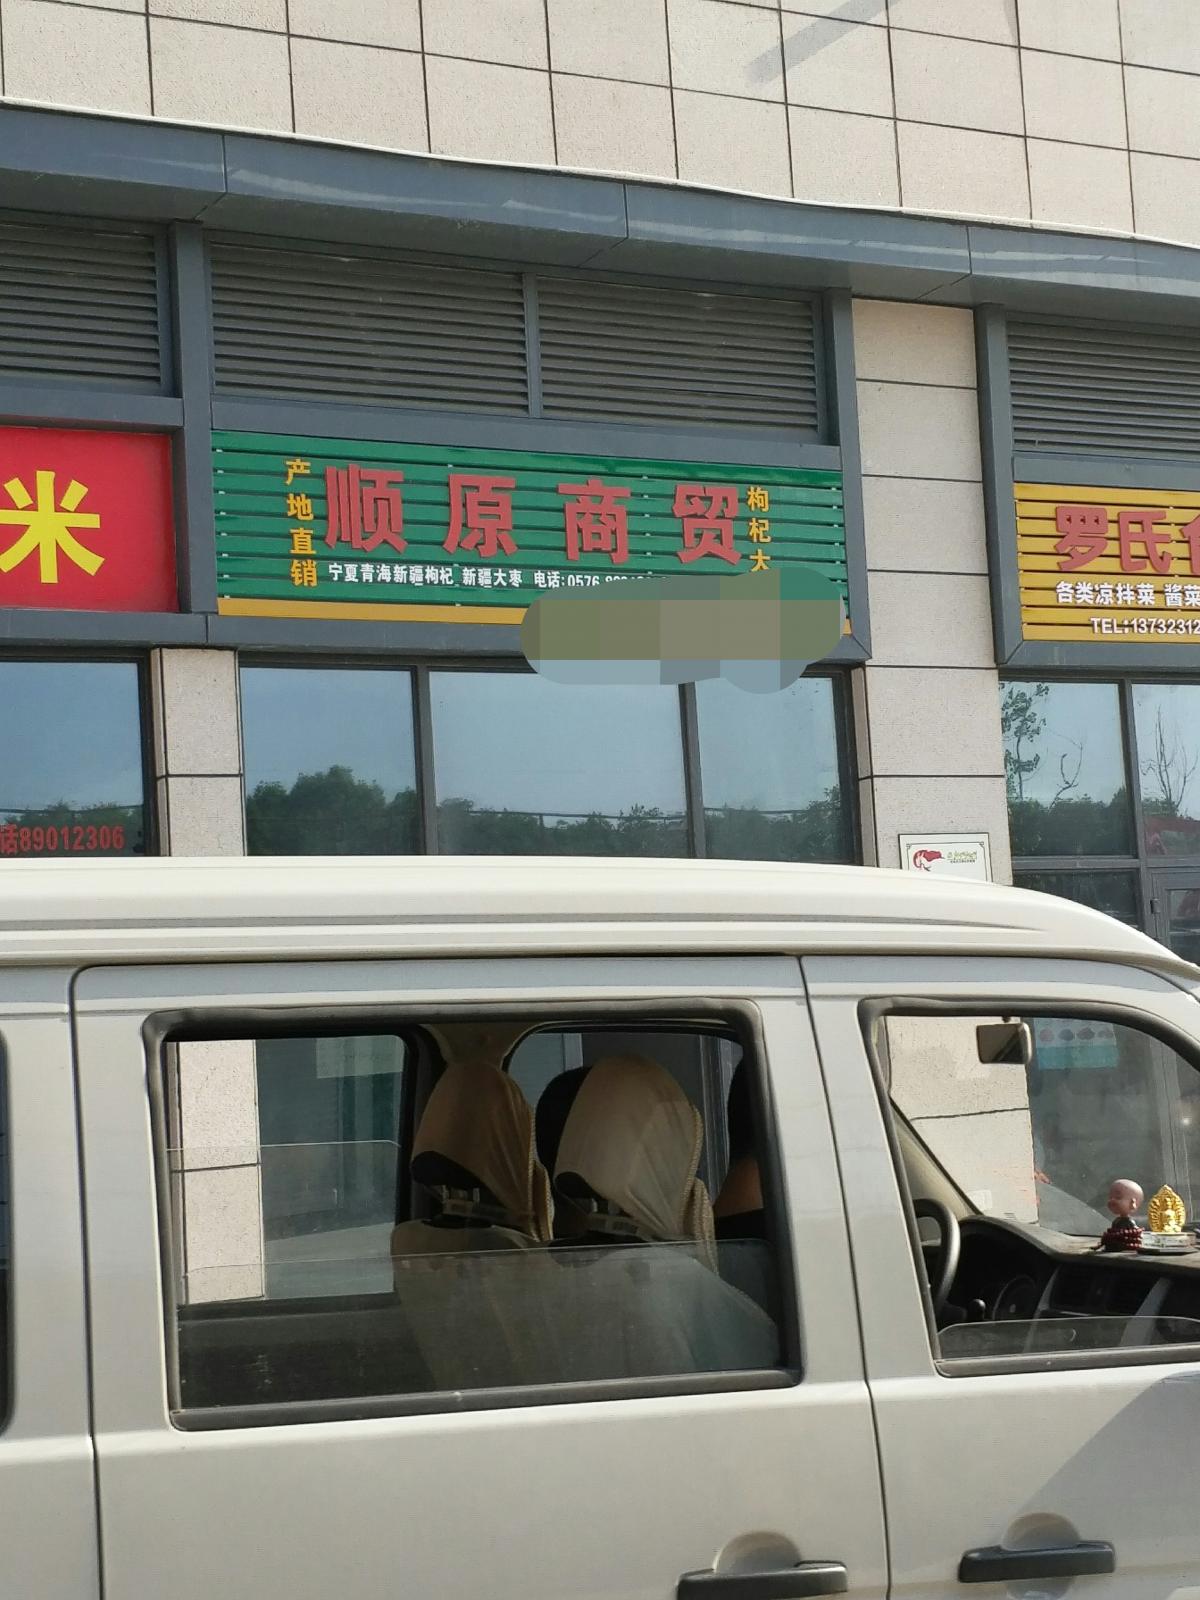 米
产地直销
顺原商贸
枸杞大
宁夏青海新疆枸杞 新疆大枣 电话:0576
罗氏
各类凉拌菜 酱菜
TEL:13732312
话89012306